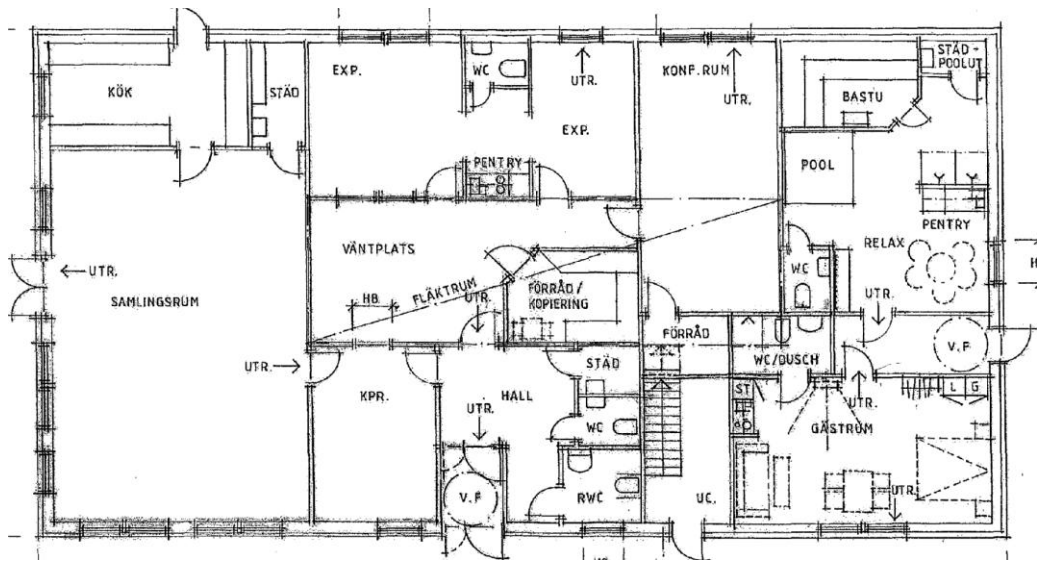 STÄD -
POOLUT
EXP.
WC
UTR.
KONF. RUM
UTR.
KÖK
STÄD
BASTU
EXP.
PENTRY
POOL
PENTRY
VÄNTPLATS
RELAX
WC
UTR.
SAMLINGSRUM
FLÄKTRUM
HB
UTR.
FÖRRÅD/
KOPIERING
UTR.
FÖRRÅD
WC/DUSCH
V.F
UTR.
STÄD
KPR.
HALL
ST
UTR.
L
G
GÄSTRUM
UTR.
WC
V.F
RWC
UC.
UTR.
H